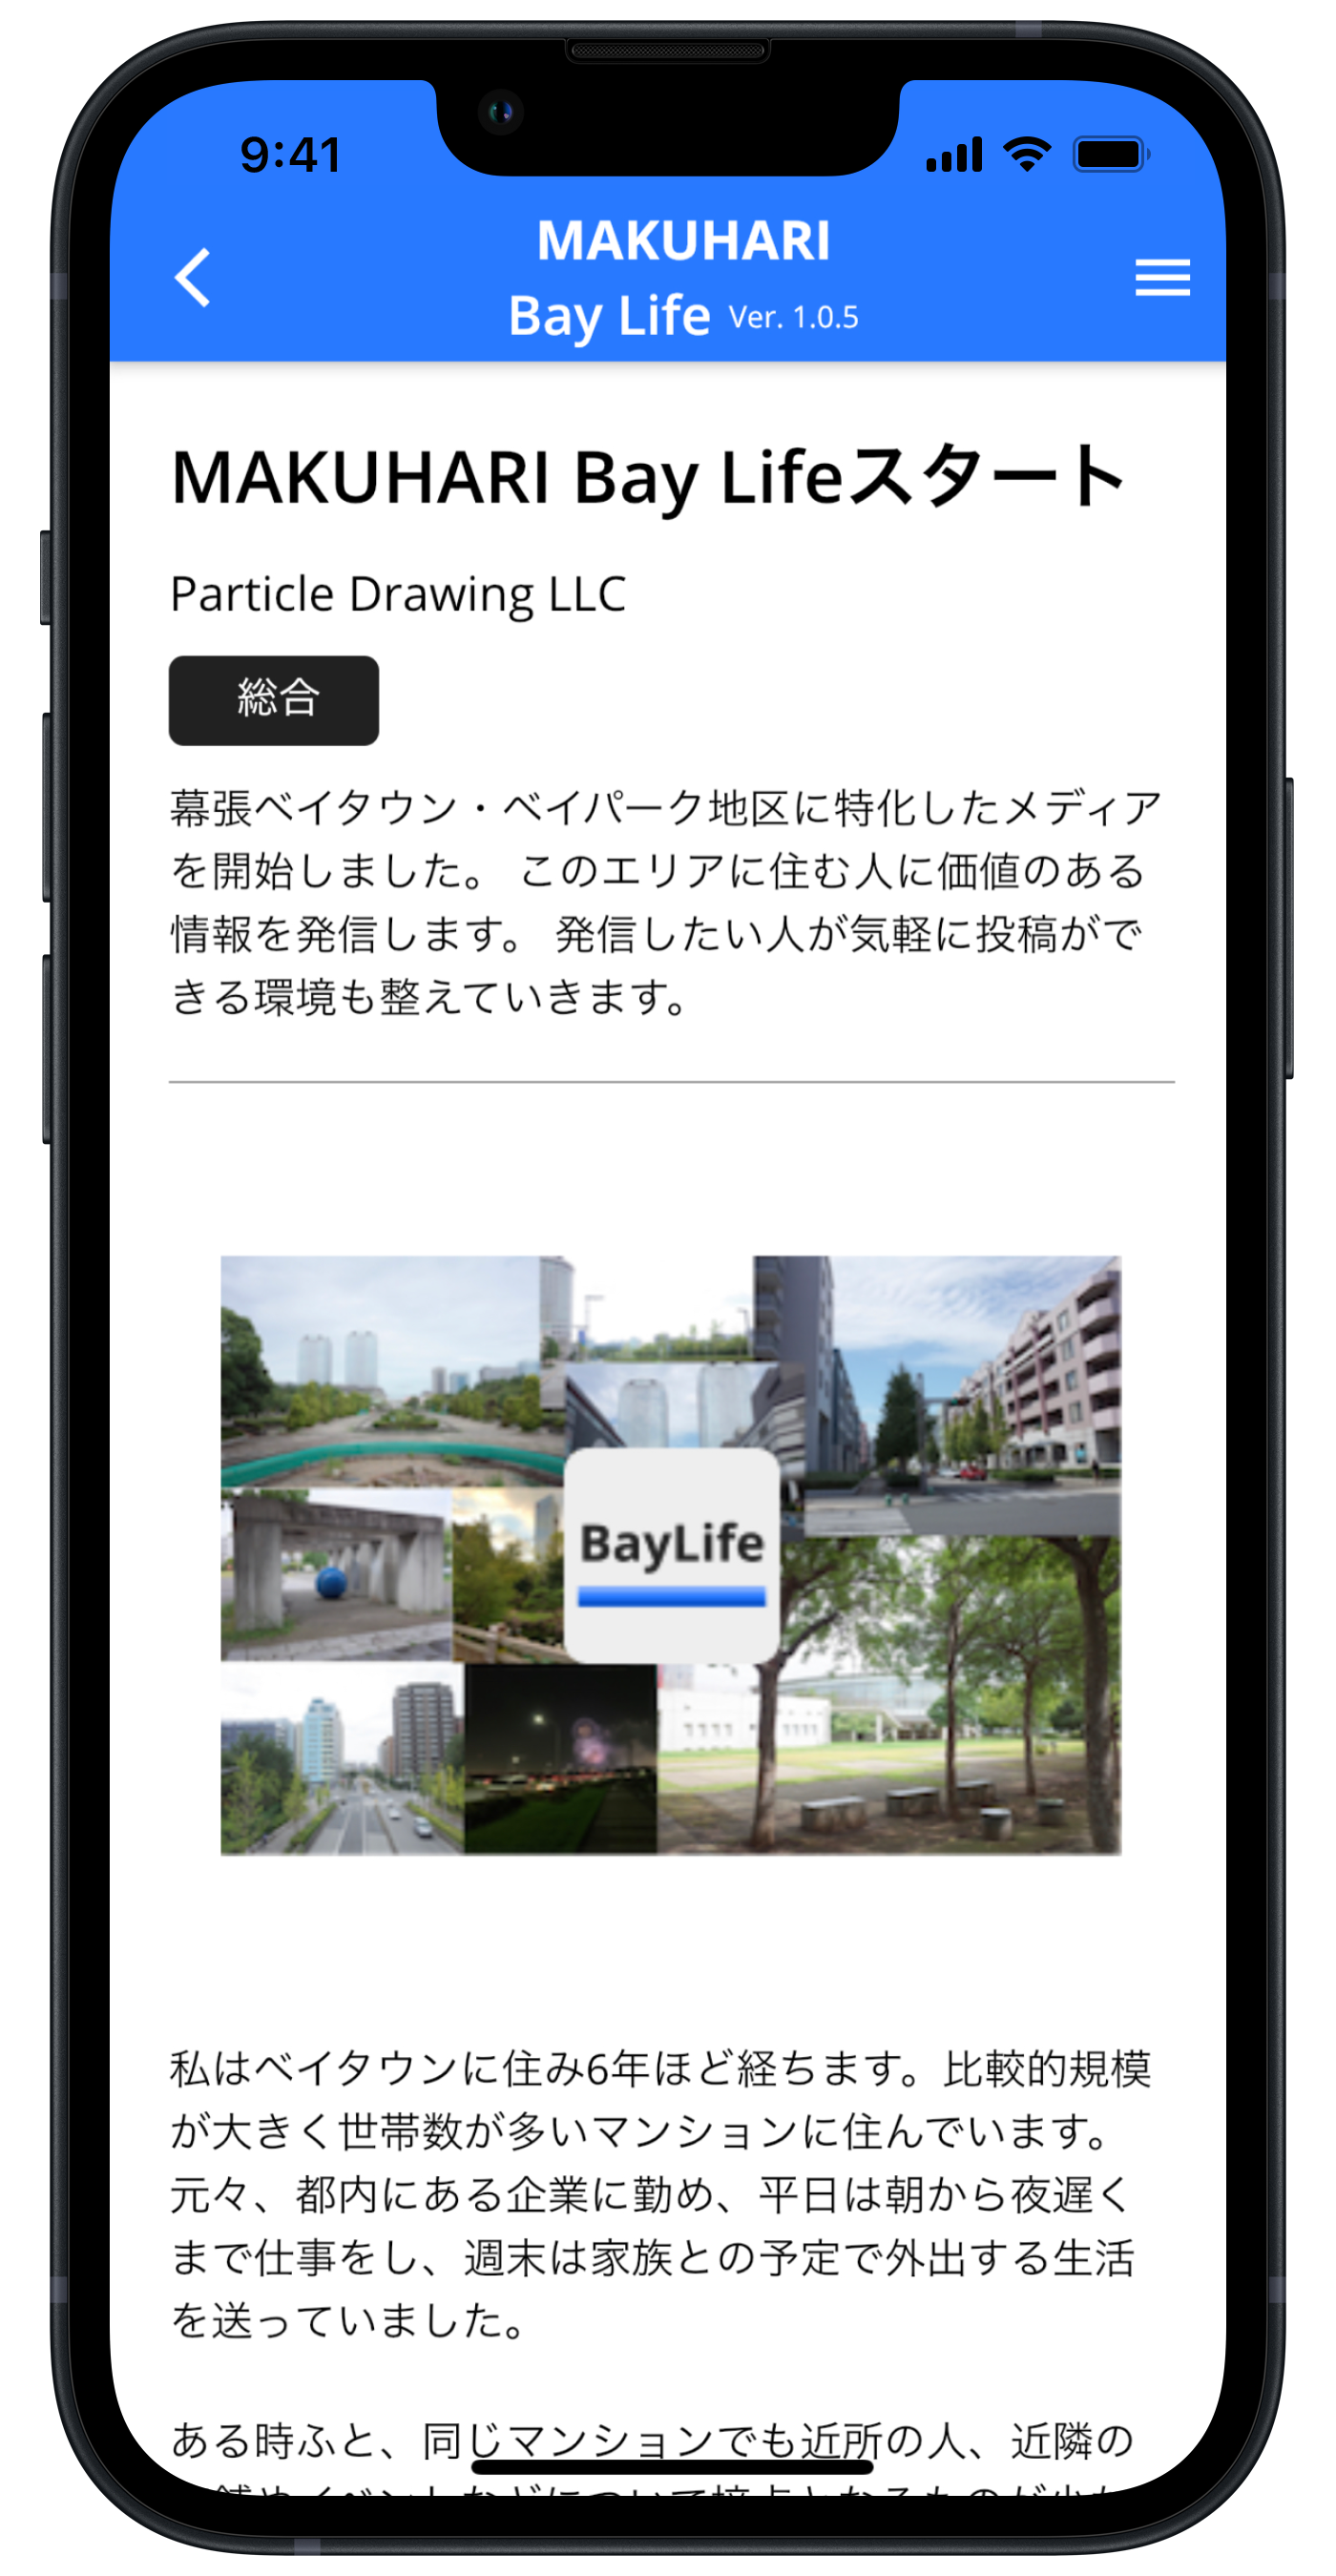 9:41
MAKUHARI
Bay Life Ver. 1.0.5
MAKUHARI Bay Lifeスタート
Particle Drawing LLC
総合
幕張ベイタウン・ベイパーク地区に特化したメディア
を開始しました。 このエリアに住む人に価値のある
情報を発信します。 発信したい人が気軽に投稿がで
きる環境も整えていきます。
BayLife
私はベイタウンに住み6年ほど経ちます。比較的規模
が大きく世帯数が多いマンションに住んでいます。
元々、都内にある企業に勤め、平日は朝から夜遅く
まで仕事をし、週末は家族との予定で外出する生活
を送っていました。
ある時ふと、同じマンションでも近所の人、近隣の